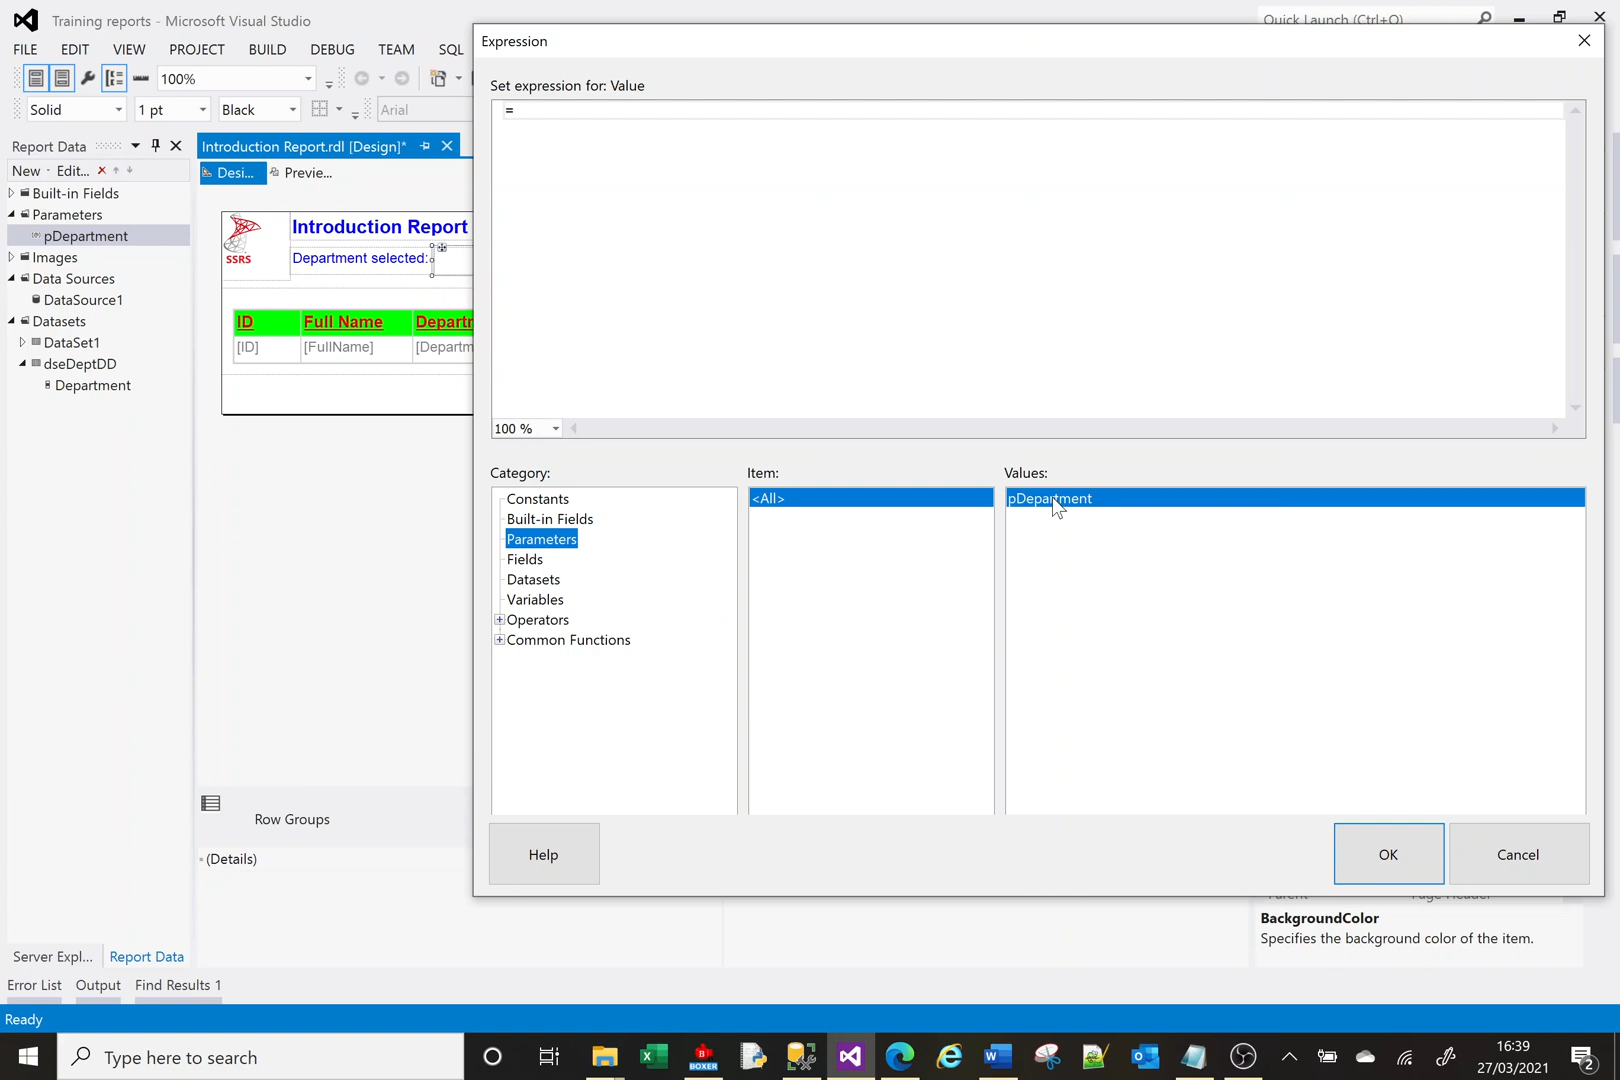 Training reports - Microsoft Visual Studio
Quick Launch (Ctrl+Q)
FILE EDIT VIEW PROJECT BUILD DEBUG TEAM SQL
100%
Solid 1 pt Black Arial
Report Data
Introduction Report.rdl [Design]*
New Edit...
Desi... Previe...
Built-in Fields
Parameters
pDepartment
Images
Data Sources
DataSource1
Datasets
DataSet1
dseDeptDD
Department
SSRS
Introduction Report
Department selected:
ID Full Name Departm
[ID] [FullName] [Departm
Row Groups
(Details)
Expression
Set expression for: Value
=
100 %
Category: Item: Values:
Constants
Built-in Fields
Parameters
Fields
Datasets
Variables
Operators
Common Functions
<All>
pDepartment
Help OK Cancel
BackgroundColor
Specifies the background color of the item.
Server Expl... Report Data
Error List Output Find Results 1
Ready
Type here to search
BOXER
16:39
27/03/2021
2